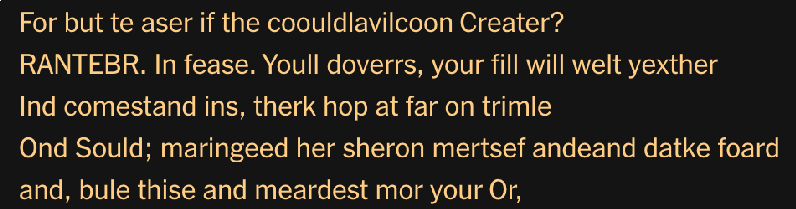 For but te aser if the coouldlavilcoon Creater?
RANTEBR. In fease. Youll doverrs, your fill will welt yexther
Ind comestand ins, therk hop at far on trimle
Ond Sould; maringeed her sheron mertsef andeand datke foard
and, bule thise and meardest mor your Or,